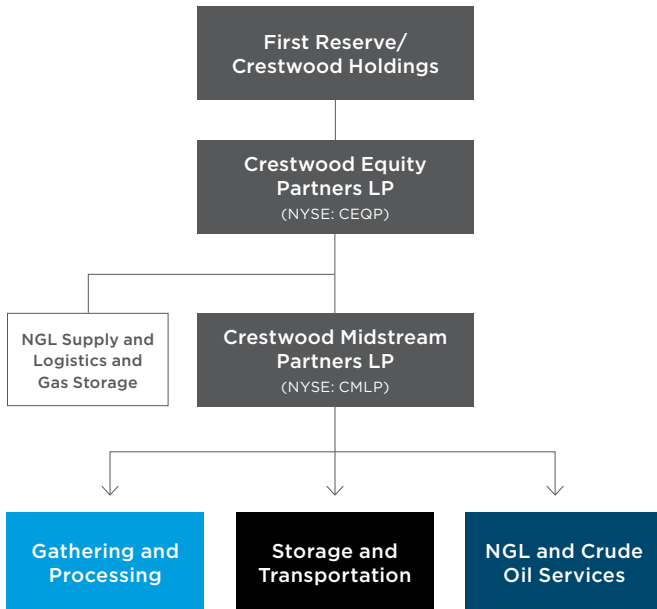 First Reserve/
Crestwood Holdings
Crestwood Equity
Partners LP
(NYSE: CEQP)
NGL Supply and
Logistics and
Gas Storage
Crestwood Midstream
Partners LP
(NYSE: CMLP)
Gathering and
Processing
Storage and
Transportation
NGL and Crude
Oil Services